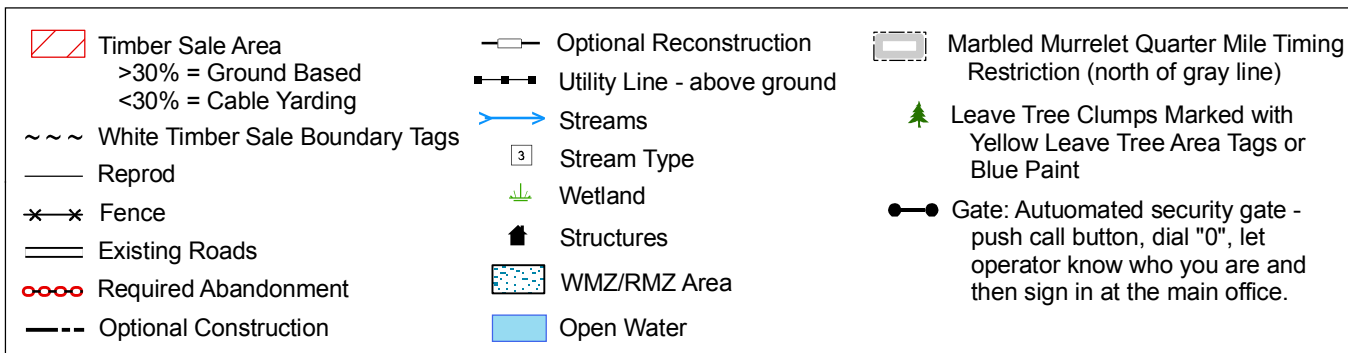 Timber Sale Area
>30% = Ground Based
<30% = Cable Yarding
White Timber Sale Boundary Tags
Reprod
Fence
Existing Roads
Required Abandonment
Optional Construction
Optional Reconstruction
Utility Line - above ground
Streams
3
Stream Type
Wetland
Structures
WMZ/RMZ Area
Open Water
Marbled Murrelet Quarter Mile Timing
Restriction (north of gray line)
Leave Tree Clumps Marked with
Yellow Leave Tree Area Tags or
Blue Paint
Gate: Autuomated security gate -
push call button, dial "0", let
operator know who you are and
then sign in at the main office.